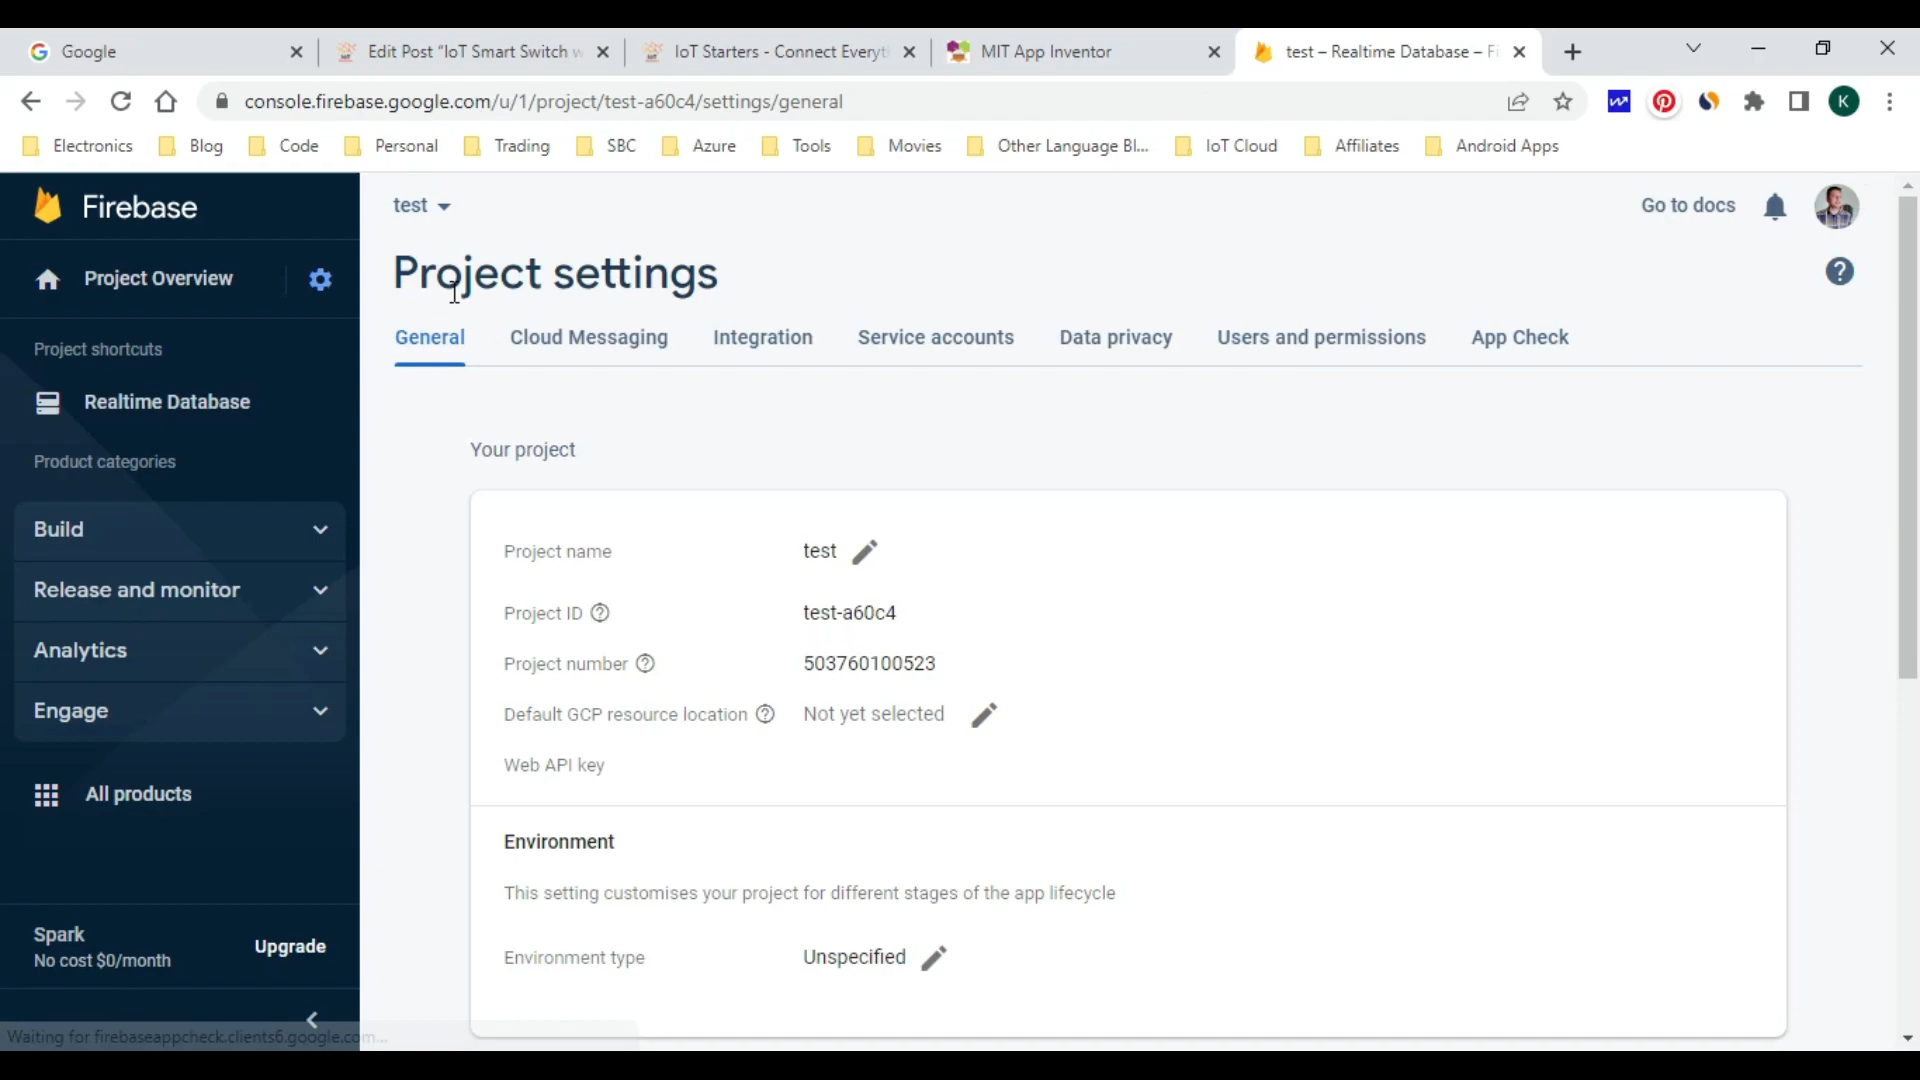 Google
Edit Post “IoT Smart Switch w
IoT Starters - Connect Everyt
MIT App Inventor
test – Realtime Database – Fi
console.firebase.google.com/u/1/project/test-a60c4/settings/general
K
Electronics
Blog
Code
Personal
Trading
SBC
Azure
Tools
Movies
Other Language Bl...
IoT Cloud
Affiliates
Android Apps
Firebase
test
Go to docs
Project Overview
Project settings
General
Cloud Messaging
Integration
Service accounts
Data privacy
Users and permissions
App Check
Project shortcuts
Realtime Database
Product categories
Build
Release and monitor
Analytics
Engage
All products
Spark
No cost $0/month
Upgrade
Your project
Project name
test
Project ID
test-a60c4
Project number
503760100523
Default GCP resource location
Not yet selected
Web API key
Environment
This setting customises your project for different stages of the app lifecycle
Environment type
Unspecified
Waiting for firebaseappcheck.clients6.google.com...